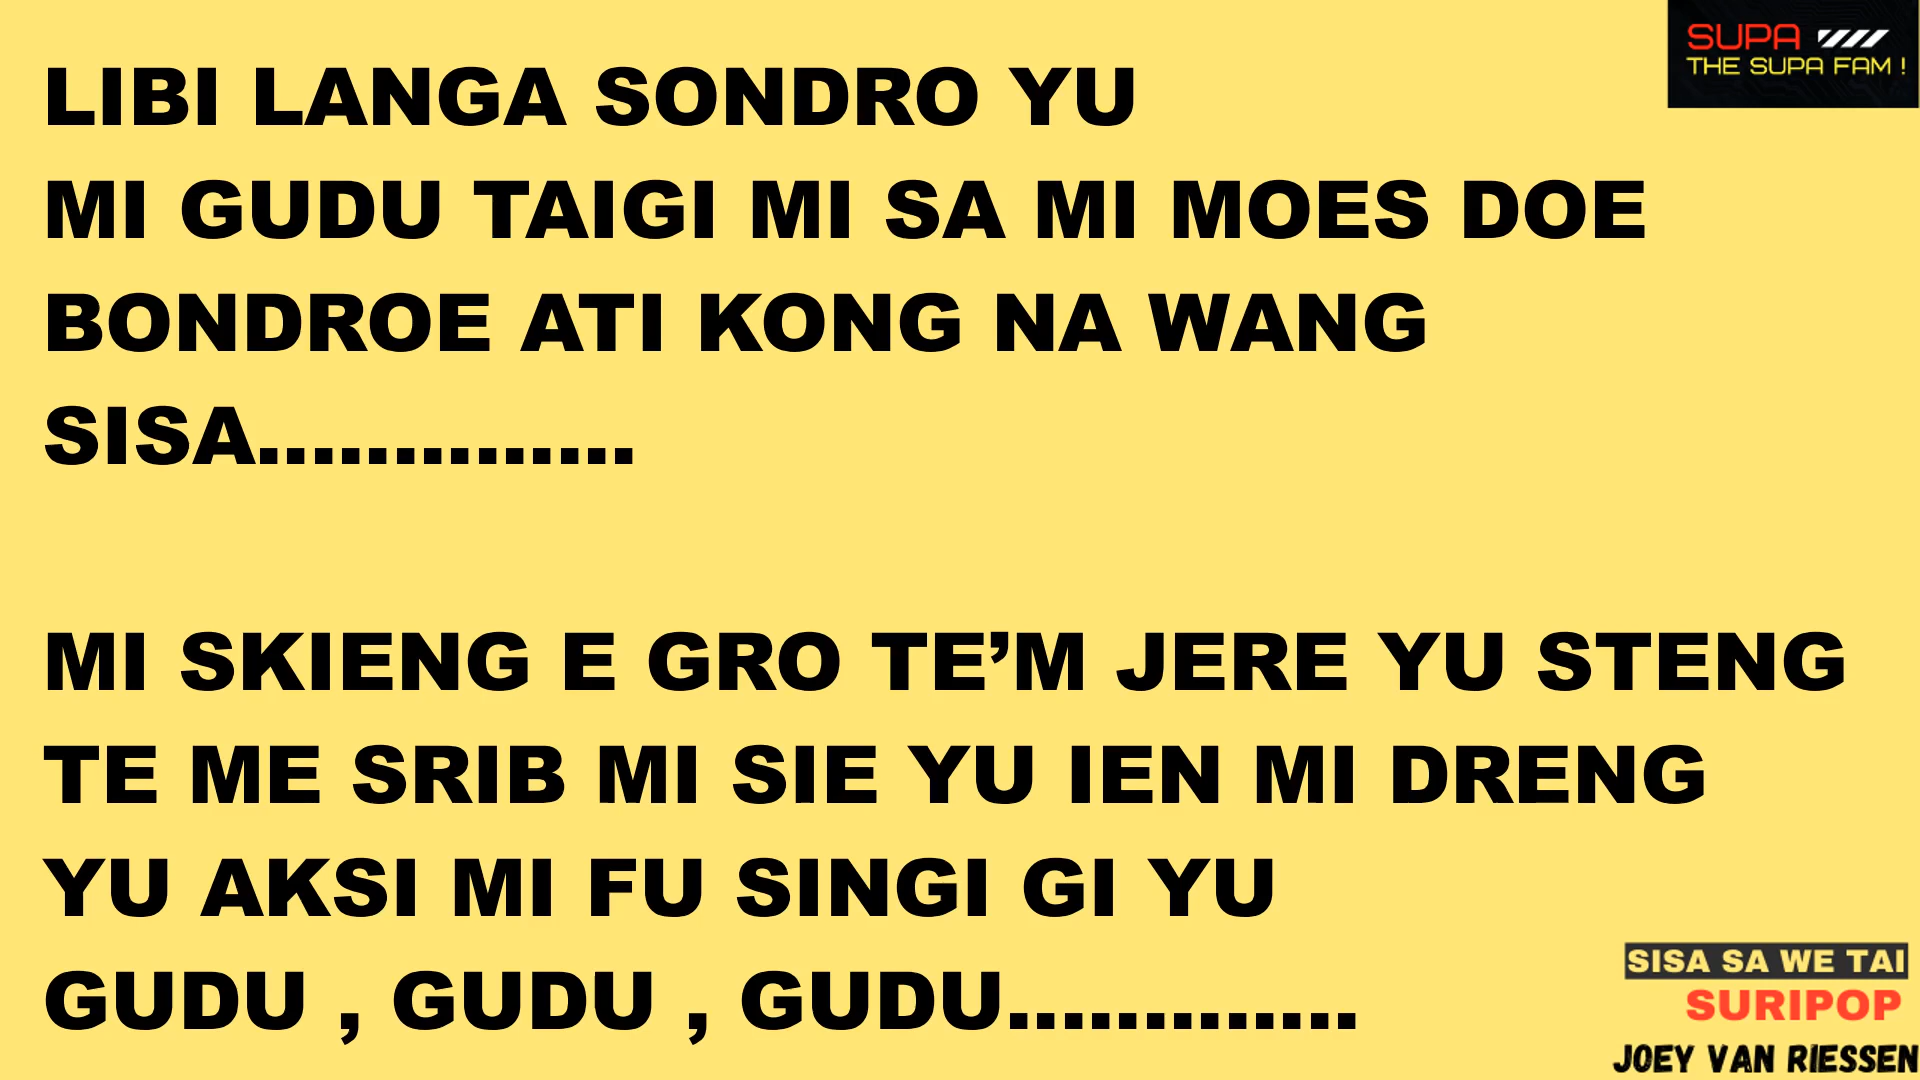 SUPA
THE SUPA FAM !
LIBI LANGA SONDRO YU
MI GUDU TAIGI MI SA MI MOES DOE
BONDROE ATI KONG NA WANG
SISA..............
MI SKIENG E GRO TE’M JERE YU STENG
TE ME SRIB MI SIE YU IEN MI DRENG
YU AKSI MI FU SINGI GI YU
GUDU , GUDU , GUDU.............
SISA SA WE TAI
SURIPOP
JOEY VAN RIESSEN